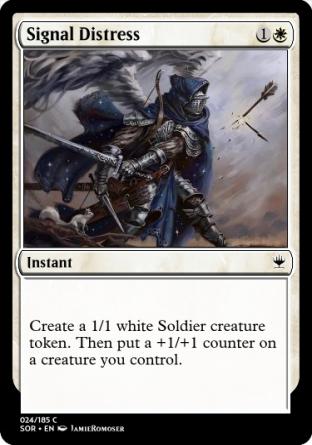 Signal Distress 1
Instant
Create a 1/1 white Soldier creature
token. Then put a +1/+1 counter on
a creature you control.
024/185 C
SOR • EN JamieRomoser